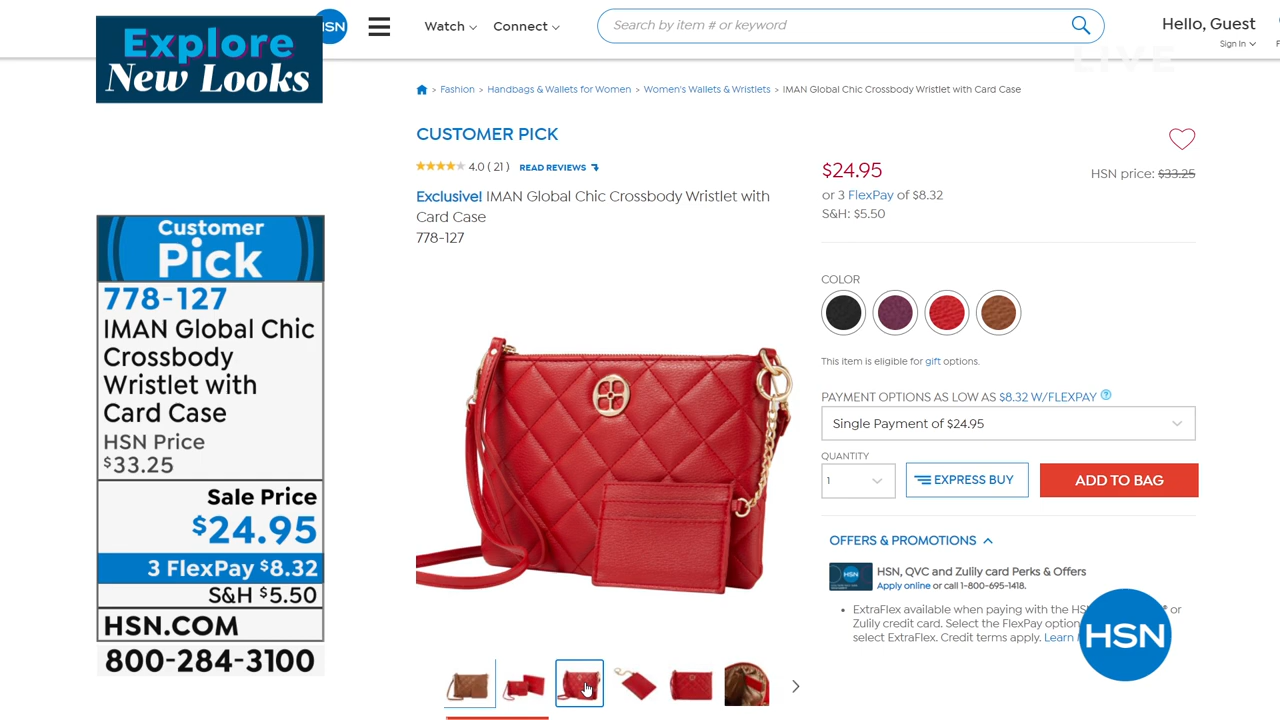 Explore
New Looks
HSN
Watch
Connect
Search by item # or keyword
Hello, Guest
Sign In
LIVE
Fashion > Handbags & Wallets for Women > Women's Wallets & Wristlets > IMAN Global Chic Crossbody Wristlet with Card Case
CUSTOMER PICK
4.0 ( 21 ) READ REVIEWS
Exclusive! IMAN Global Chic Crossbody Wristlet with
Card Case
778-127
$24.95
HSN price: $33.25
or 3 FlexPay of $8.32
S&H: $5.50
COLOR
This item is eligible for gift options.
PAYMENT OPTIONS AS LOW AS $8.32 W/FLEXPAY ?
Single Payment of $24.95
QUANTITY
1
EXPRESS BUY
ADD TO BAG
OFFERS & PROMOTIONS
HSN
HSN, QVC and Zulily card Perks & Offers
Apply online or call 1-800-695-1418.
• ExtraFlex available when paying with the or
Zulily credit card. Select the FlexPay option
select ExtraFlex. Credit terms apply. Learn
HSN
Customer
Pick
778-127
IMAN Global Chic
Crossbody
Wristlet with
Card Case
HSN Price
$33.25
Sale Price
$24.95
3 FlexPay $8.32
S&H $5.50
HSN.COM
800-284-3100